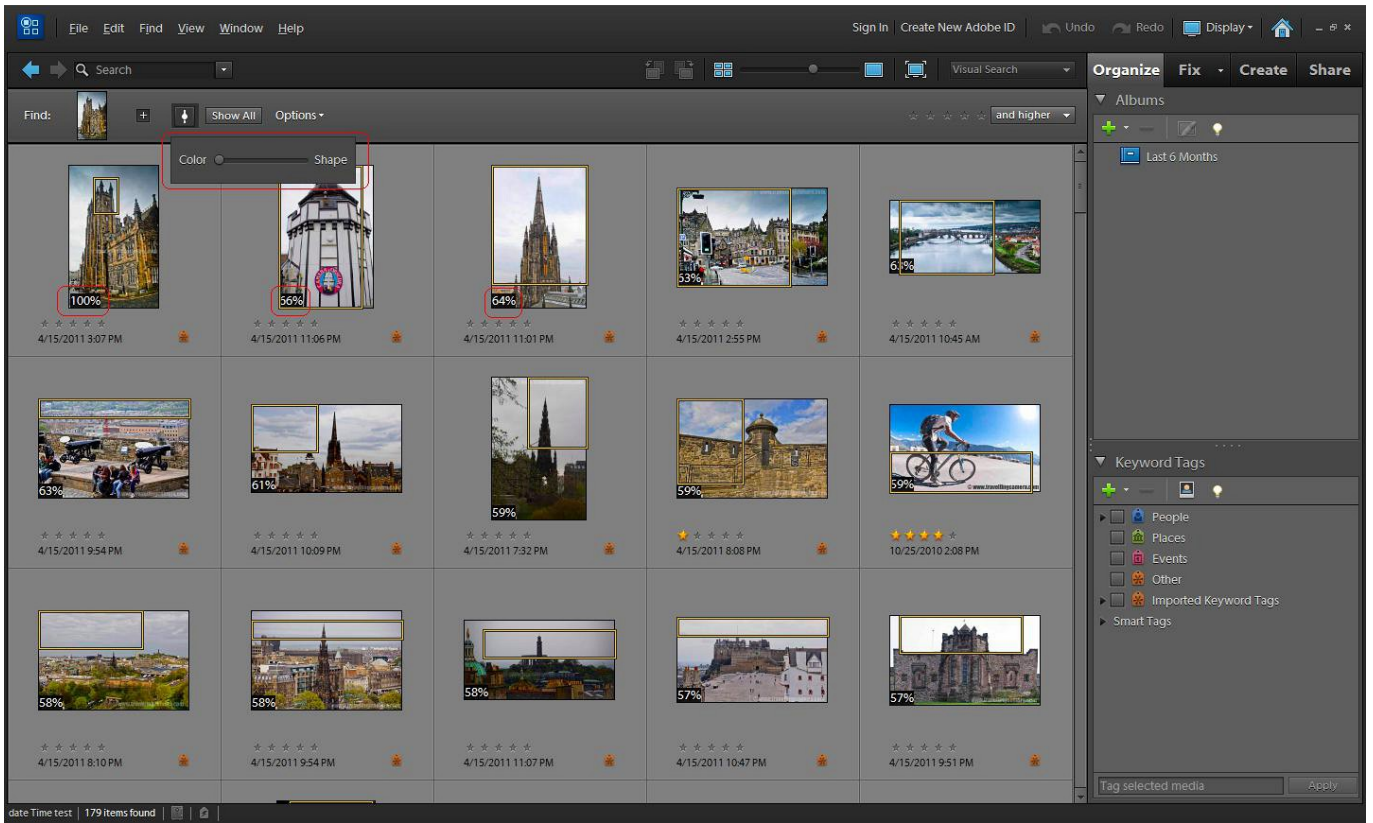 File Edit Find View Window Help Sign In Create New Adobe ID Undo Redo Display
Search Visual Search Organize Fix Create Share
Find: Show All Options and higher
Albums
Last 6 Months
Color Shape
100% 66% 64% 63% 63%
4/15/2011 3:07 PM 4/15/2011 11:06 PM 4/15/2011 11:01 PM 4/15/2011 2:55 PM 4/15/2011 10:45 AM
63% 61% 59% 59% 59%
© www.travellingcamera.com
4/15/2011 9:54 PM 4/15/2011 10:09 PM 4/15/2011 7:32 PM 4/15/2011 8:08 PM 10/25/2010 2:08 PM
Keyword Tags
People
Places
Events
Other
Imported Keyword Tags
Smart Tags
58% 58% 58% 57% 57%
4/15/2011 8:10 PM 4/15/2011 9:54 PM 4/15/2011 11:07 PM 4/15/2011 10:47 PM 4/15/2011 9:51 PM
Tag selected media Apply
date Time test 179 items found